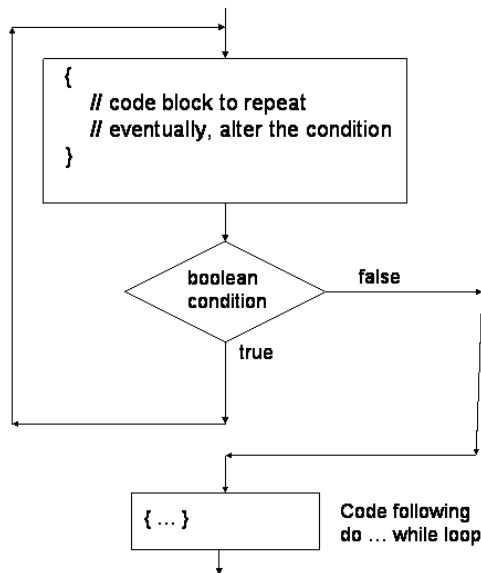 {
// code block to repeat
// eventually, alter the condition
}
boolean
condition
false
true
{ ... }
Code following
do ... while loop